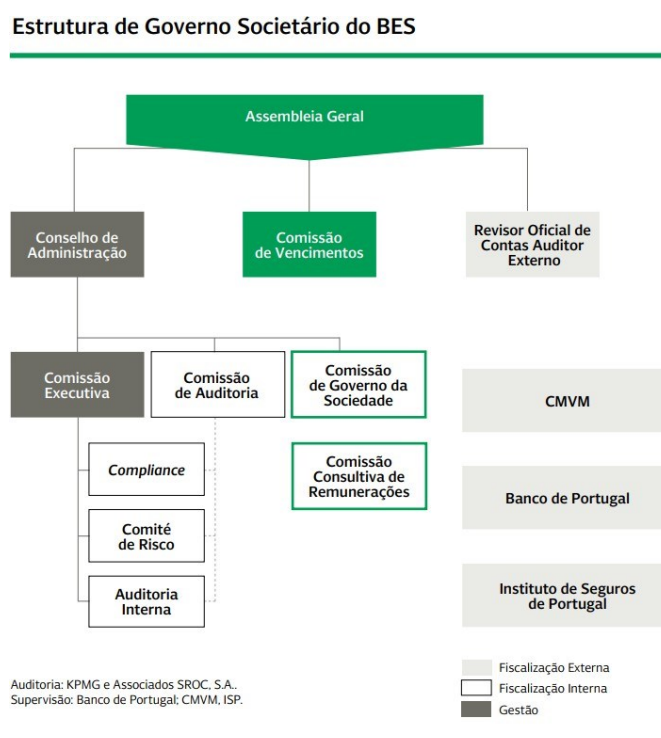 Estrutura de Governo Societário do BES
Assembleia Geral
Conselho de
Administração
Comissão
de Vencimentos
Revisor Oficial de
Contas Auditor
Externo
Comissão
Executiva
Comissão
de Auditoria
Comissão
de Governo da
Sociedade
CMVM
Compliance
Comissão
Consultiva de
Remunerações
Banco de Portugal
Comité
de Risco
Auditoria
Interna
Instituto de Seguros
de Portugal
Auditoria: KPMG e Associados SROC, S.A..
Supervisão: Banco de Portugal; CMVM, ISP.
Fiscalização Externa
Fiscalização Interna
Gestão